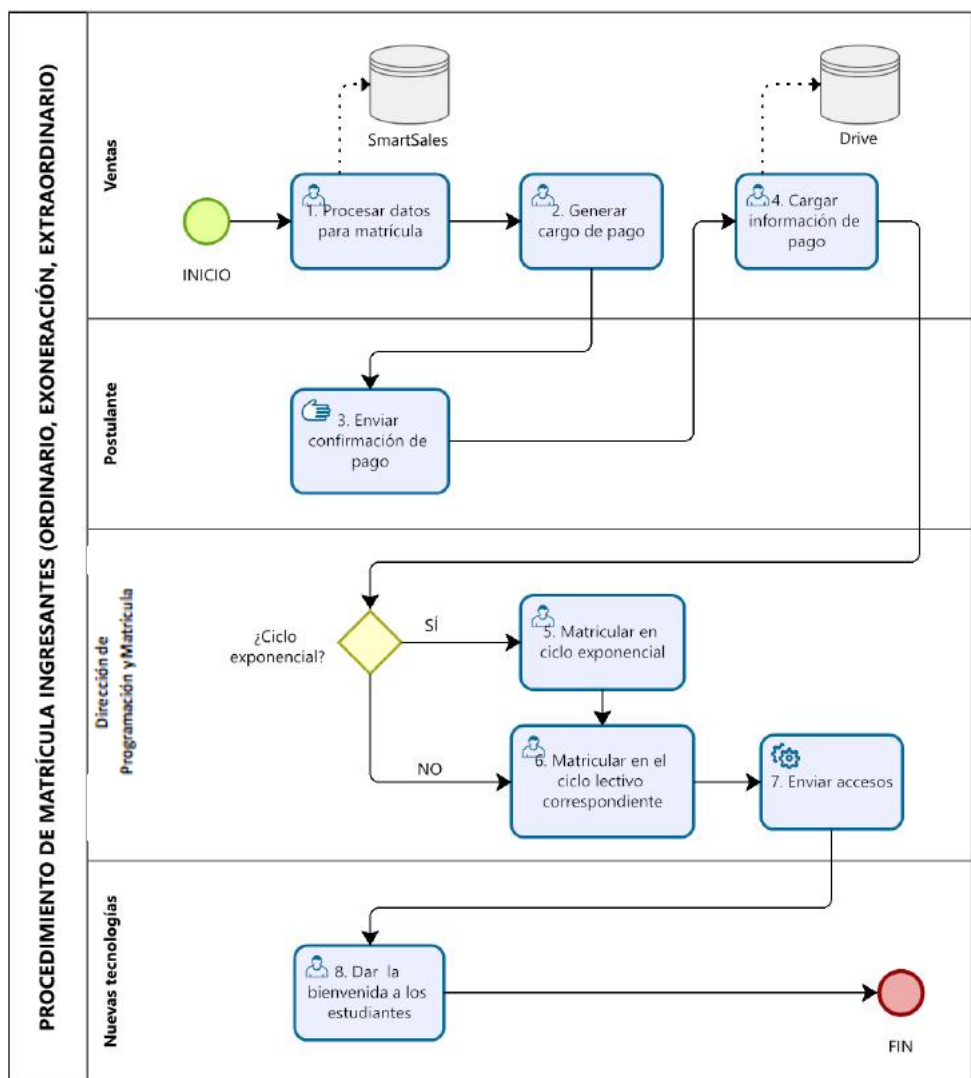 PROCEDIMIENTO DE MATRÍCULA INGRESANTES (ORDINARIO, EXONERACIÓN, EXTRAORDINARIO)
Ventas
SmartSales
Drive
INICIO
1. Procesar datos
para matrícula
2. Generar
cargo de pago
4. Cargar
información de
pago
Postulante
3. Enviar
confirmación de
pago
Dirección de
Programación y Matrícula
¿Ciclo
exponencial?
SÍ
5. Matricular en
ciclo exponencial
NO
6. Matricular en el
ciclo lectivo
correspondiente
7. Enviar accesos
Nuevas tecnologías
8. Dar la
bienvenida a los
estudiantes
FIN